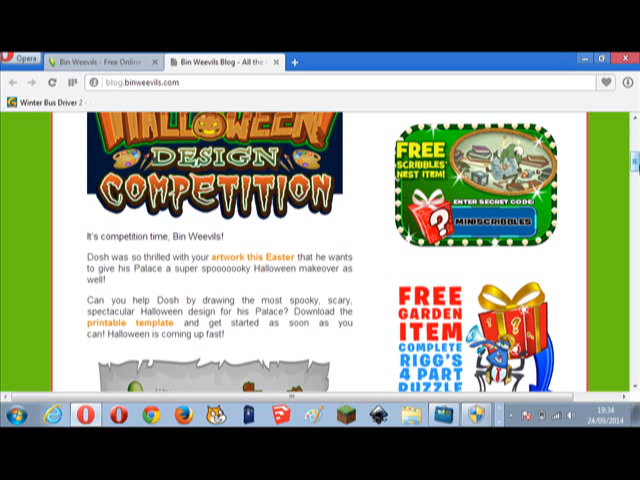 Opera
Bin Weevils - Free Online
Bin Weevils Blog - All the
blog.binweevils.com
Winter Bus Driver 2 -
HALLOWEEN
DESIGN
COMPETITION
It's competition time, Bin Weevils!
Dosh was so thrilled with your artwork this Easter that he wants
to give his Palace a super spooooooky Halloween makeover as
well!
Can you help Dosh by drawing the most spooky, scary,
spectacular Halloween design for his Palace? Download the
printable template and get started as soon as you
can! Halloween is coming up fast!
FREE
SCRIBBLES'
NEST ITEM!
ENTER SECRET CODE:
MINISCRIBBLES
FREE
GARDEN
ITEM
COMPLETE
RIGG'S
4 PART
PUZZLE
19:34
24/09/2014